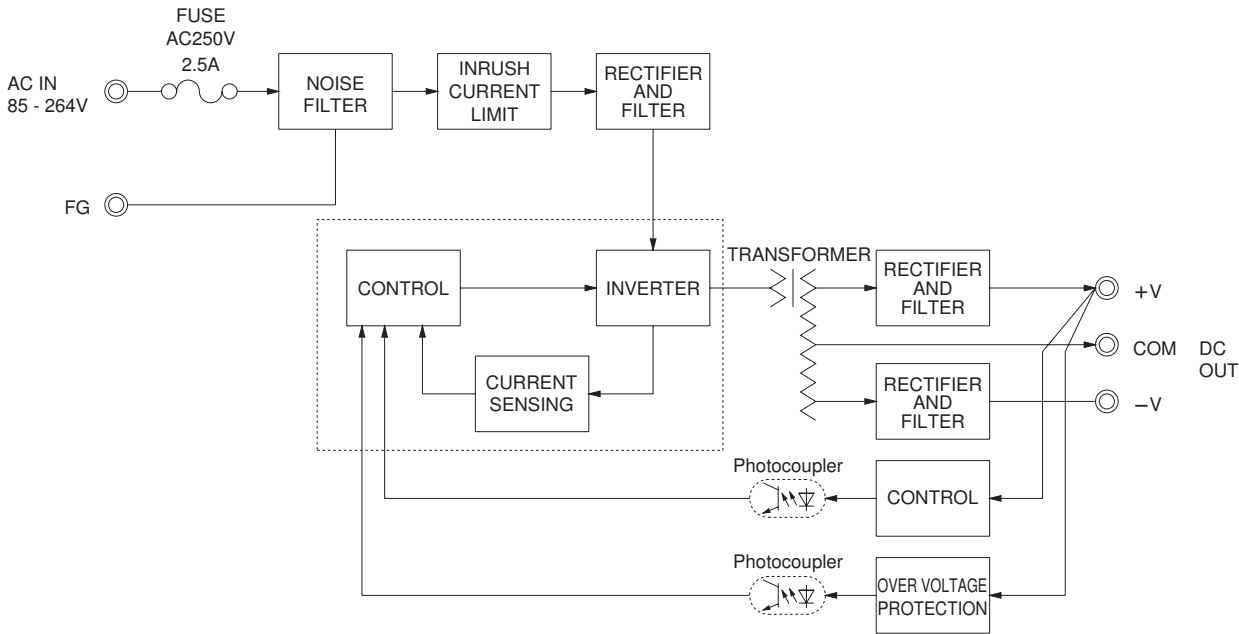 FUSE
AC250V
2.5A
AC IN
85 - 264V
NOISE
FILTER
INRUSH
CURRENT
LIMIT
RECTIFIER
AND
FILTER
FG
CONTROL
INVERTER
CURRENT
SENSING
TRANSFORMER
RECTIFIER
AND
FILTER
+V
COM
DC
OUT
RECTIFIER
AND
FILTER
−V
Photocoupler
CONTROL
Photocoupler
OVER VOLTAGE
PROTECTION